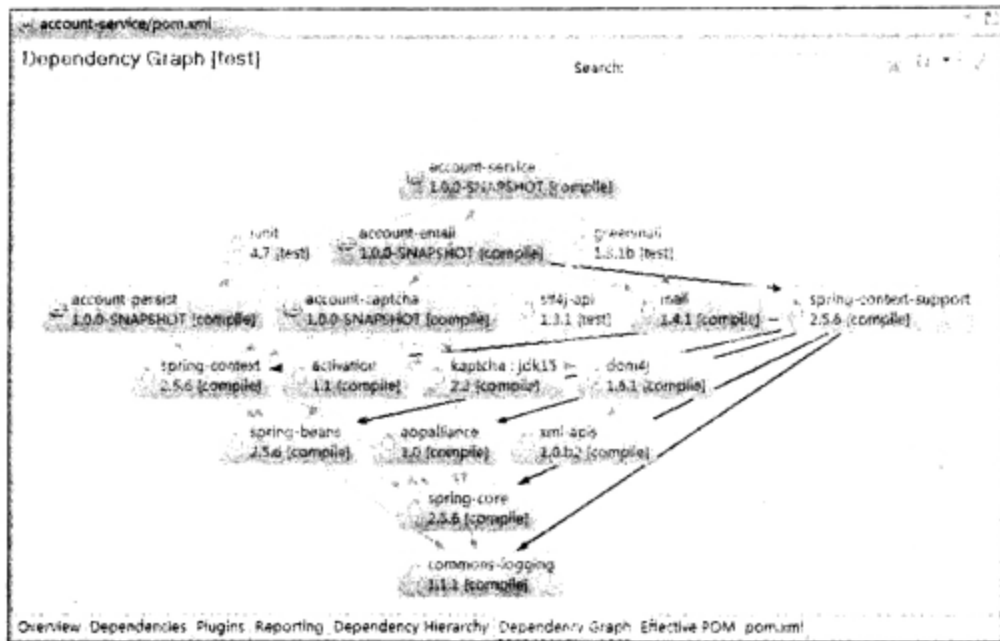 account-service/pom.xml
Dependency Graph [test]
Search:
account-service
1.0.0-SNAPSHOT [compile]
junit
4.7 [test]
account-email
1.0.0-SNAPSHOT [compile]
greenmail
1.3.1b [test]
account-persist
1.0.0-SNAPSHOT [compile]
account-captcha
1.0.0-SNAPSHOT [compile]
slf4j-api
1.3.1 [test]
mail
1.4.1 [compile]
spring-context-support
2.5.6 [compile]
spring-context
2.5.6 [compile]
activation
1.1 [compile]
kaptcha : jdk15
2.3 [compile]
dom4j
1.6.1 [compile]
spring-beans
2.5.6 [compile]
aopalliance
1.0 [compile]
xml-apis
1.0.b2 [compile]
spring-core
2.5.6 [compile]
commons-logging
1.1.1 [compile]
Overview Dependencies Plugins Reporting Dependency Hierarchy Dependency Graph Effective POM pom.xml